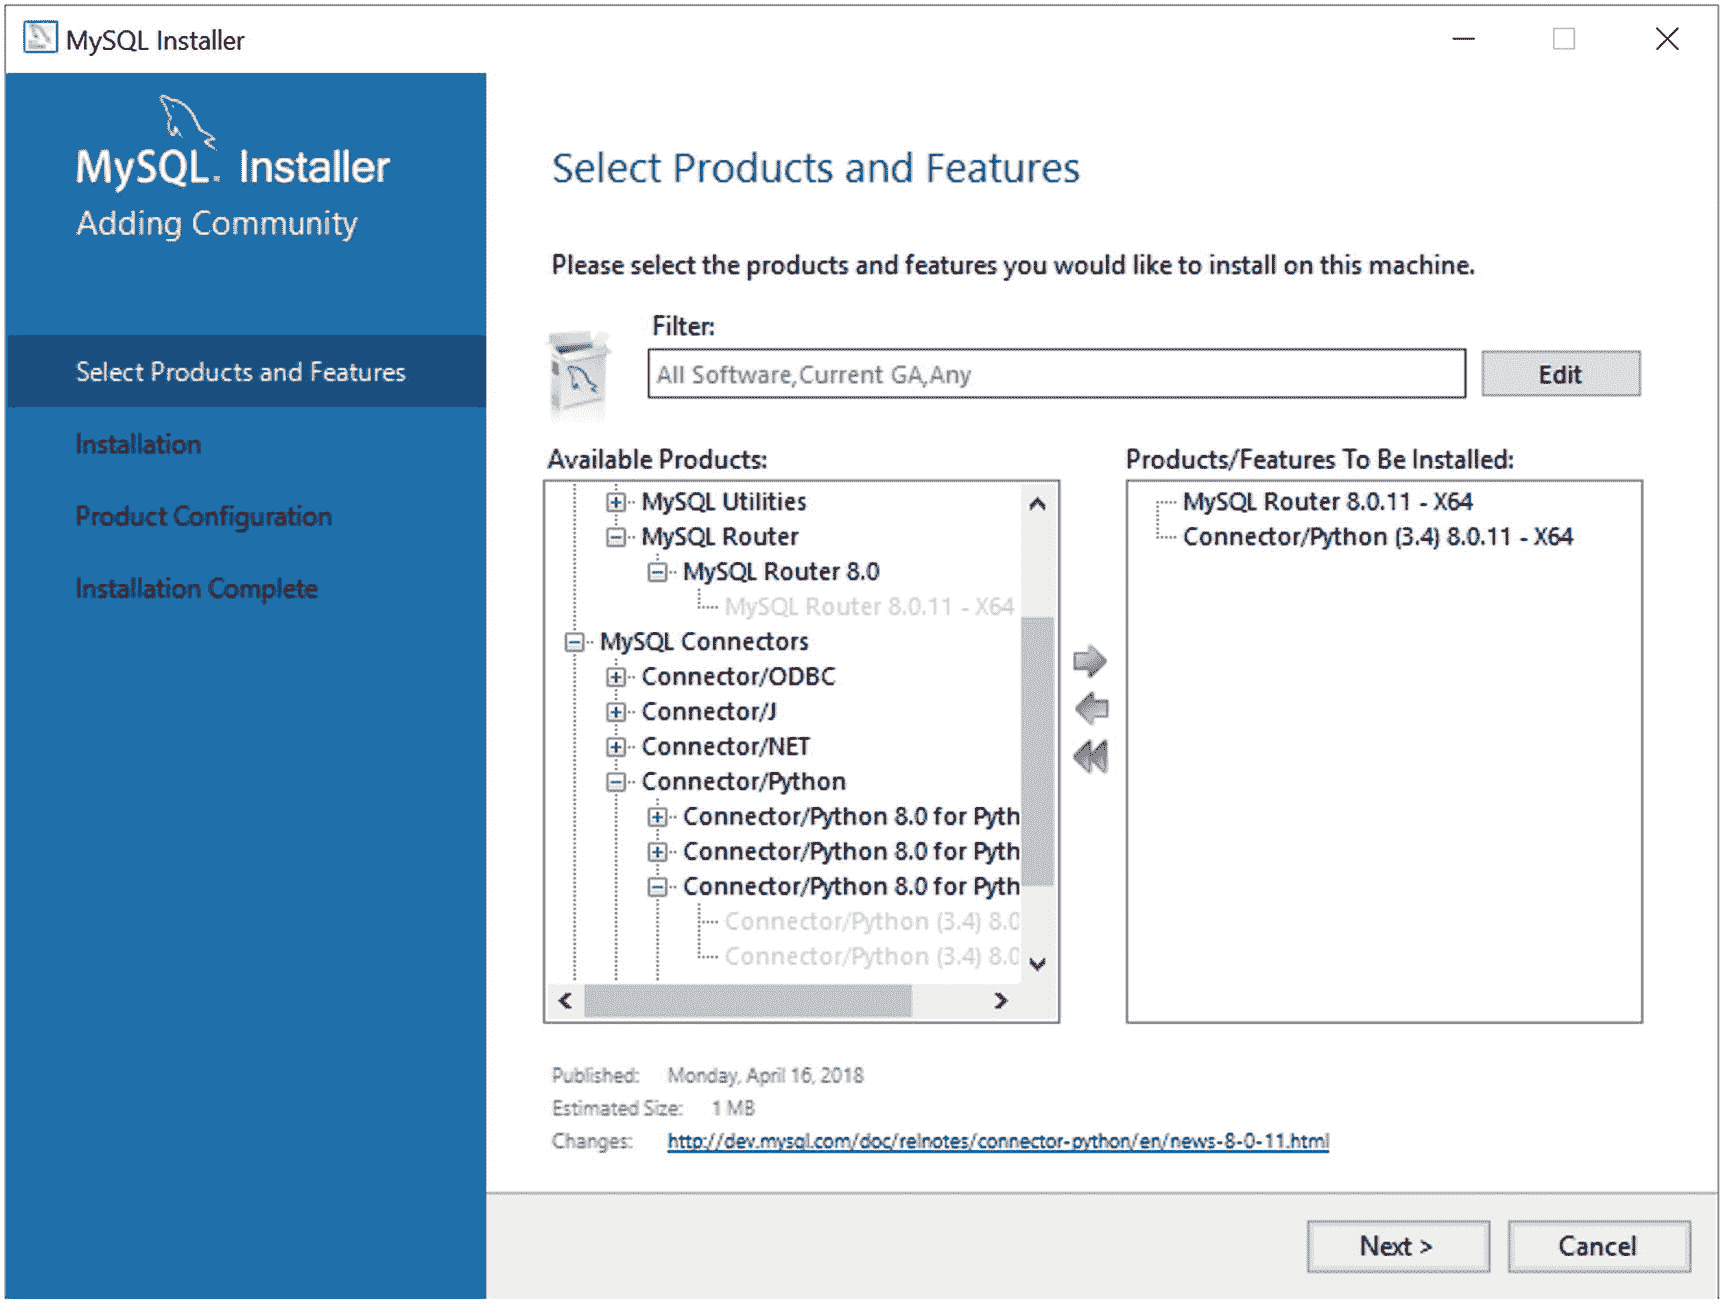 MySQL Installer
MySQL. Installer
Adding Community
Select Products and Features
Installation
Product Configuration
Installation Complete
Select Products and Features
Please select the products and features you would like to install on this machine.
Filter:
All Software,Current GA,Any
Edit
Available Products:
MySQL Utilities
MySQL Router
MySQL Router 8.0
MySQL Router 8.0.11 - X64
MySQL Connectors
Connector/ODBC
Connector/J
Connector/NET
Connector/Python
Connector/Python 8.0 for Pyth
Connector/Python 8.0 for Pyth
Connector/Python 8.0 for Pyth
Connector/Python (3.4) 8.0
Connector/Python (3.4) 8.0
Products/Features To Be Installed:
MySQL Router 8.0.11 - X64
Connector/Python (3.4) 8.0.11 - X64
Published: Monday, April 16, 2018
Estimated Size: 1 MB
Changes: http://dev.mysql.com/doc/relnotes/connector-python/en/news-8-0-11.html
Next >
Cancel